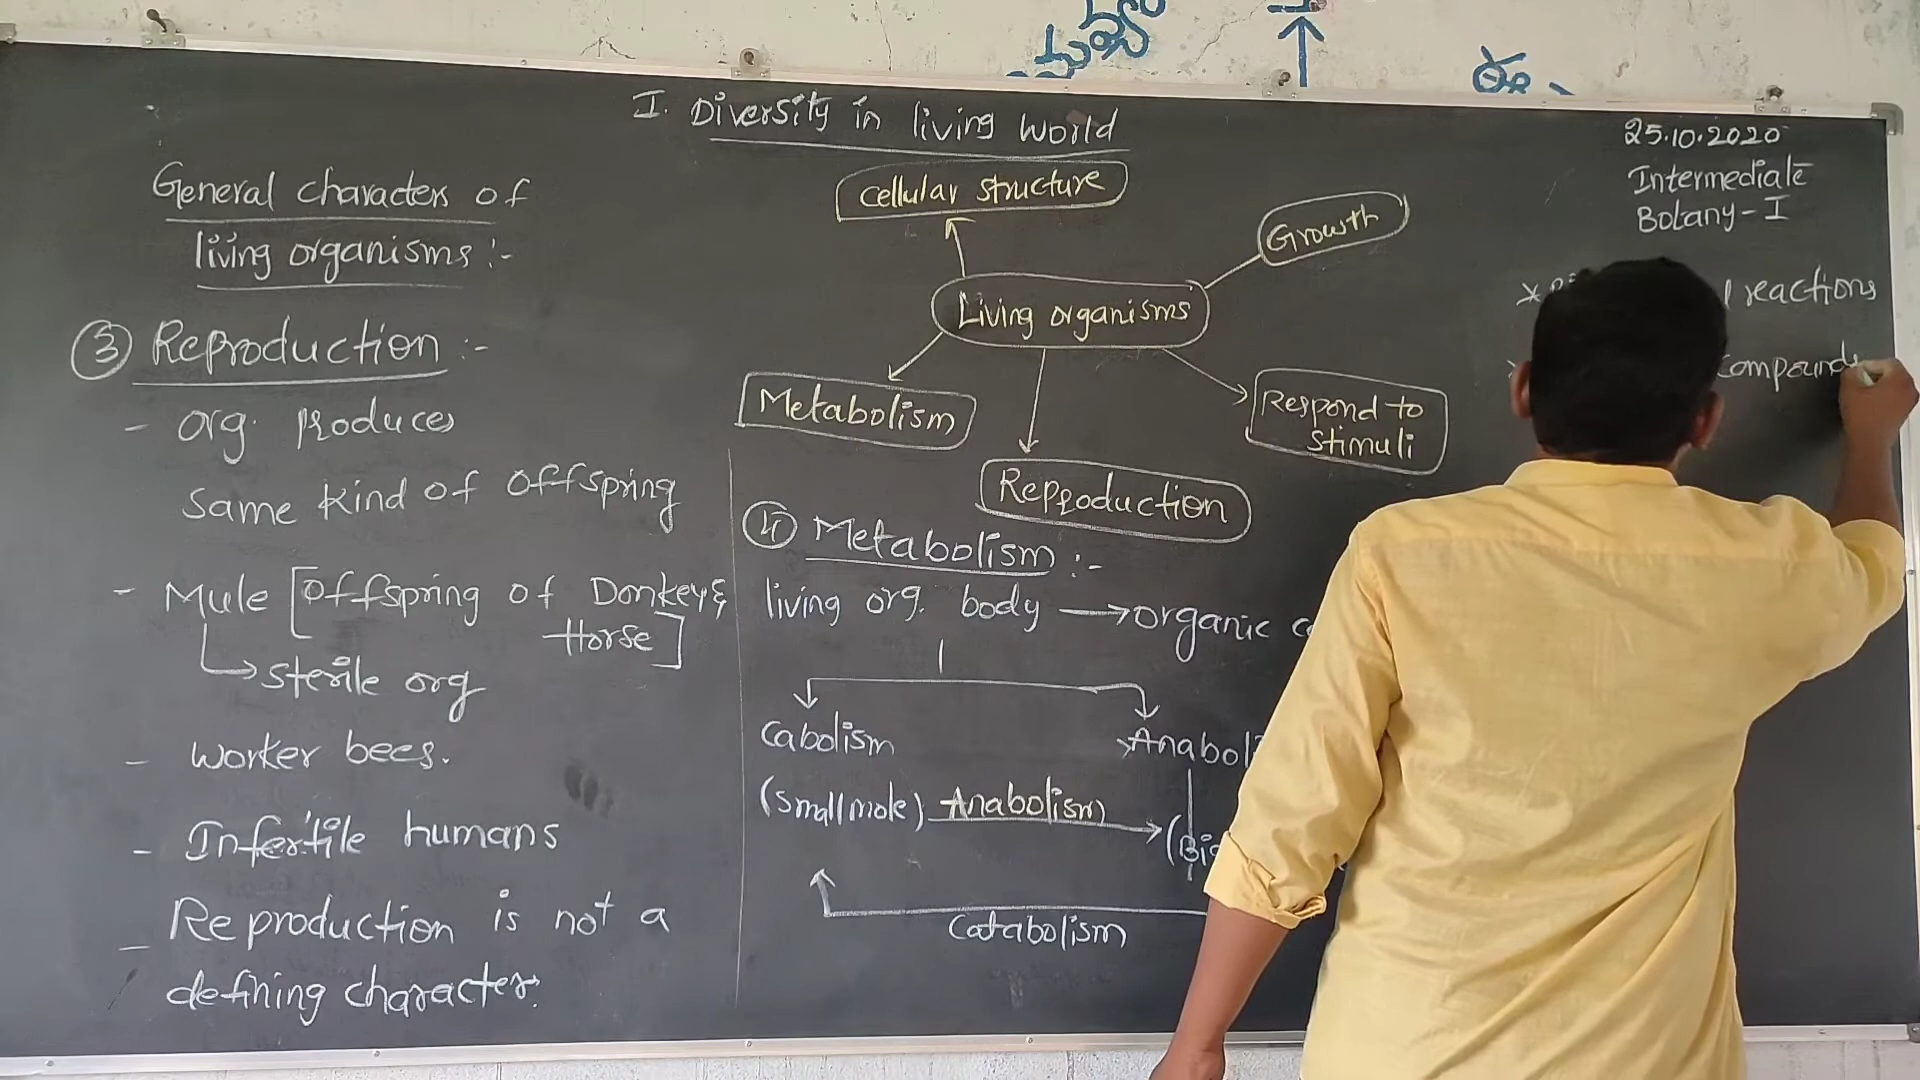 I. Diversity in living world
25.10.2020
Intermediate
Botany - I
General characters of
living organisms :-
③ Reproduction :-
- org. produces
same kind of offspring
- Mule [offspring of Donkey &
Horse]
sterile org
- worker bees.
- Infertile humans
- Reproduction is not a
defining character.
cellular structure
Growth
Living organisms
Metabolism
Respond to
stimuli
Reproduction
④ Metabolism :-
living org. body → organic
Cabolism
(small mole) Anabolism
catabolism
reactions
compounds